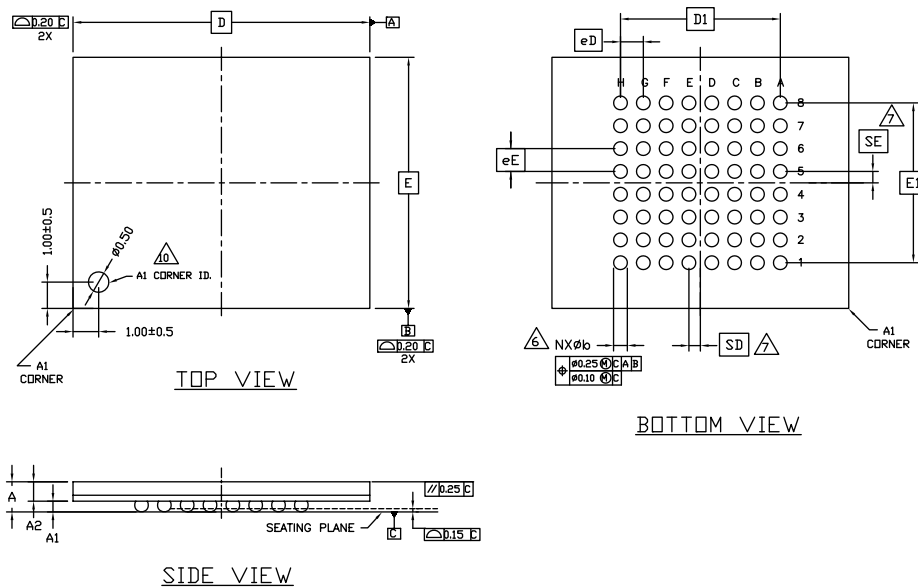 ⌓ 0.20 C
2X
D
A
E
1.00±0.5
ø0.50
10
A1 CORNER ID.
1.00±0.5
B
⌓ 0.20 C
2X
A1
CORNER
TOP VIEW
D1
eD
H G F E D C B A
8
7
6
5
4
3
2
1
7
SE
eE
E1
6 NXøb
SD 7
⌖ ø0.25 Ⓜ C A B
ø0.10 Ⓜ C
A1
CORNER
BOTTOM VIEW
A
A2
A1
// 0.25 C
SEATING PLANE
C
⌓ 0.15 C
SIDE VIEW